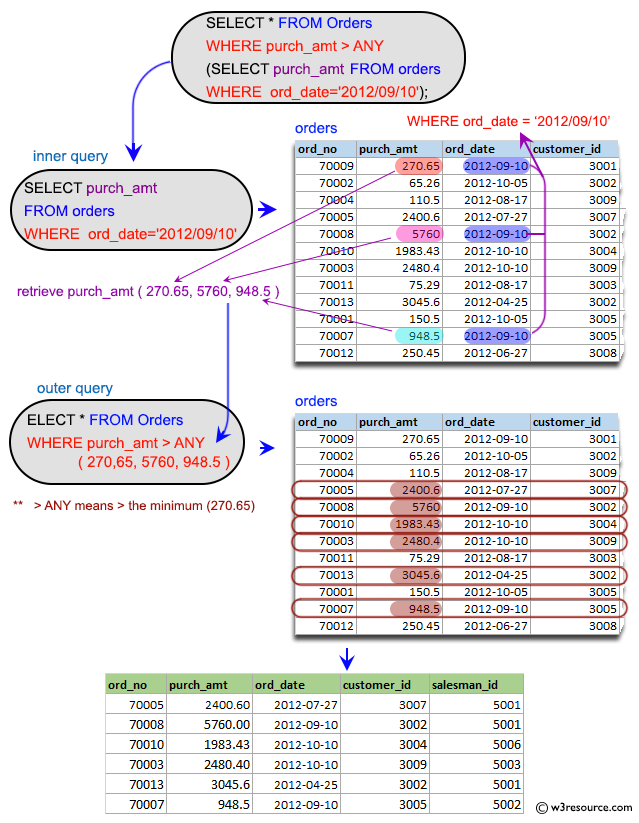 SELECT * FROM Orders
WHERE purch_amt > ANY
(SELECT purch_amt FROM orders
WHERE ord_date='2012/09/10');
WHERE ord_date = '2012/09/10'
orders
inner query
SELECT purch_amt
FROM orders
WHERE ord_date='2012/09/10'
ord_no purch_amt ord_date customer_id
70009 270.65 2012-09-10 3001
70002 65.26 2012-10-05 3002
70004 110.5 2012-08-17 3009
70005 2400.6 2012-07-27 3007
70008 5760 2012-09-10 3002
70010 1983.43 2012-10-10 3004
70003 2480.4 2012-10-10 3009
70011 75.29 2012-08-17 3003
70013 3045.6 2012-04-25 3002
70001 150.5 2012-10-05 3005
70007 948.5 2012-09-10 3005
70012 250.45 2012-06-27 3008
retrieve purch_amt ( 270.65, 5760, 948.5 )
outer query
ELECT * FROM Orders
WHERE purch_amt > ANY
( 270,65, 5760, 948.5 )
** > ANY means > the minimum (270.65)
orders
ord_no purch_amt ord_date customer_id
70009 270.65 2012-09-10 3001
70002 65.26 2012-10-05 3002
70004 110.5 2012-08-17 3009
70005 2400.6 2012-07-27 3007
70008 5760 2012-09-10 3002
70010 1983.43 2012-10-10 3004
70003 2480.4 2012-10-10 3009
70011 75.29 2012-08-17 3003
70013 3045.6 2012-04-25 3002
70001 150.5 2012-10-05 3005
70007 948.5 2012-09-10 3005
70012 250.45 2012-06-27 3008
ord_no purch_amt ord_date customer_id salesman_id
70005 2400.60 2012-07-27 3007 5001
70008 5760.00 2012-09-10 3002 5001
70010 1983.43 2012-10-10 3004 5006
70003 2480.40 2012-10-10 3009 5003
70013 3045.6 2012-04-25 3002 5001
70007 948.5 2012-09-10 3005 5002
© w3resource.com